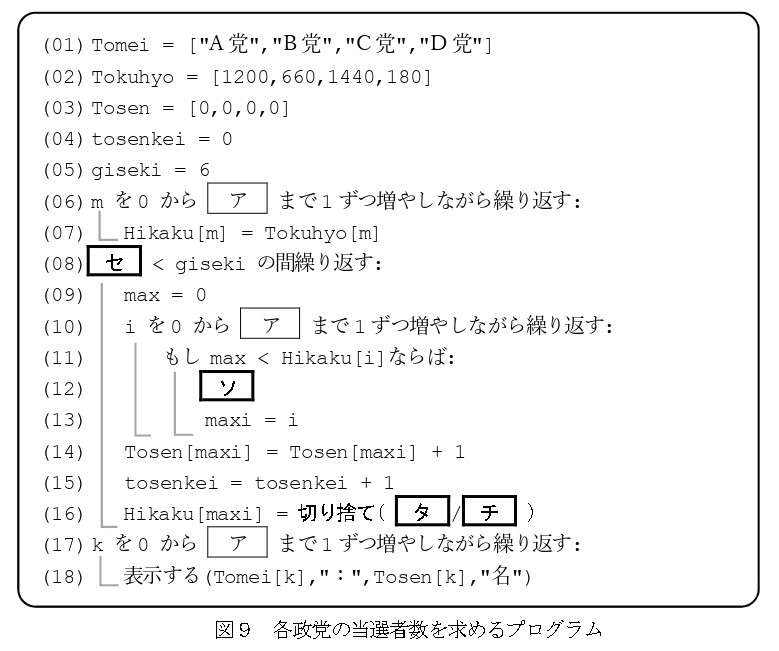 (01) Tomei = ["A党","B党","C党","D党"]
(02) Tokuhyo = [1200,660,1440,180]
(03) Tosen = [0,0,0,0]
(04) tosenkei = 0
(05) giseki = 6
(06) m を0 から ア まで1ずつ増やしながら繰り返す:
(07) Hikaku[m] = Tokuhyo[m]
(08) セ < giseki の間繰り返す:
(09) max = 0
(10) i を0 から ア まで1ずつ増やしながら繰り返す:
(11) もし max < Hikaku[i]ならば:
(12) ソ
(13) maxi = i
(14) Tosen[maxi] = Tosen[maxi] + 1
(15) tosenkei = tosenkei + 1
(16) Hikaku[maxi] = 切り捨て( タ / チ )
(17) k を0 から ア まで1ずつ増やしながら繰り返す:
(18) 表示する(Tomei[k],":",Tosen[k],"名")
図9 各政党の当選者数を求めるプログラム